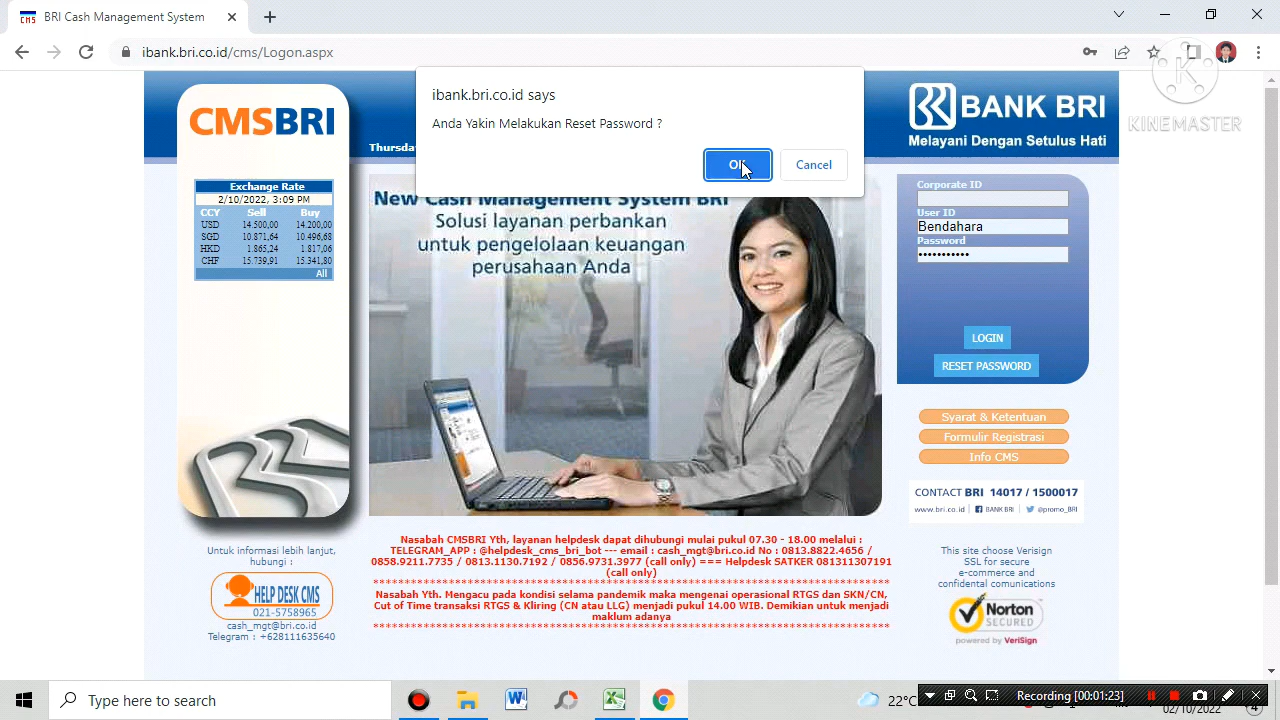 BRI Cash Management System
ibank.bri.co.id/cms/Logon.aspx
ibank.bri.co.id says
Anda Yakin Melakukan Reset Password ?
OK
Cancel
KINEMASTER
CMSBRI
BANK BRI
Melayani Dengan Setulus Hati
Exchange Rate
2/10/2022, 3:09 PM
CCY Sell Buy
USD 14.500,00 14.200,00
SGD 10.871,64 10.496,68
HKD 1.865,24 1.817,06
CHF 15.739,91 15.341,80
All
New Cash Management System BRI
Solusi layanan perbankan
untuk pengelolaan keuangan
perusahaan Anda
Corporate ID
User ID
Bendahara
Password
LOGIN
RESET PASSWORD
Syarat & Ketentuan
Formulir Registrasi
Info CMS
CONTACT BRI 14017 / 1500017
www.bri.co.id | BANK BRI | @promo_BRI
Untuk informasi lebih lanjut,
hubungi :
HELP DESK CMS
021-5758965
cash_mgt@bri.co.id
Telegram : +628111635640
Nasabah CMSBRI Yth, layanan helpdesk dapat dihubungi mulai pukul 07.30 - 18.00 melalui :
TELEGRAM_APP : @helpdesk_cms_bri_bot --- email : cash_mgt@bri.co.id No : 0813.8822.4656 /
0858.9211.7735 / 0813.1130.7192 / 0856.9731.3977 (call only) === Helpdesk SATKER 081311307191
(call only)
Nasabah Yth. Mengacu pada kondisi selama pandemik maka mengenai operasional RTGS dan SKN/CN,
Cut of Time transaksi RTGS & Kliring (CN atau LLG) menjadi pukul 14.00 WIB. Demikian untuk menjadi
maklum adanya
This site choose Verisign
SSL for secure
e-commerce and
confidental comunications
Norton
SECURED
powered by VeriSign
Type here to search
22°C
Recording [00:01:23]
02/10/2022